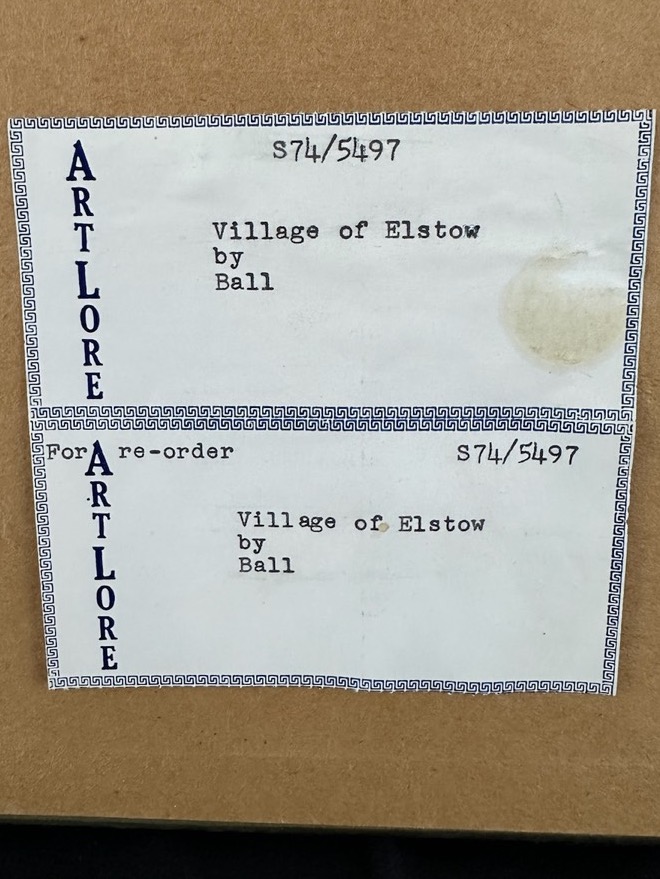 ARTLORE
S74/5497
Village of Elstow
by
Ball
For re-order
ARTLORE
S74/5497
Village of Elstow
by
Ball